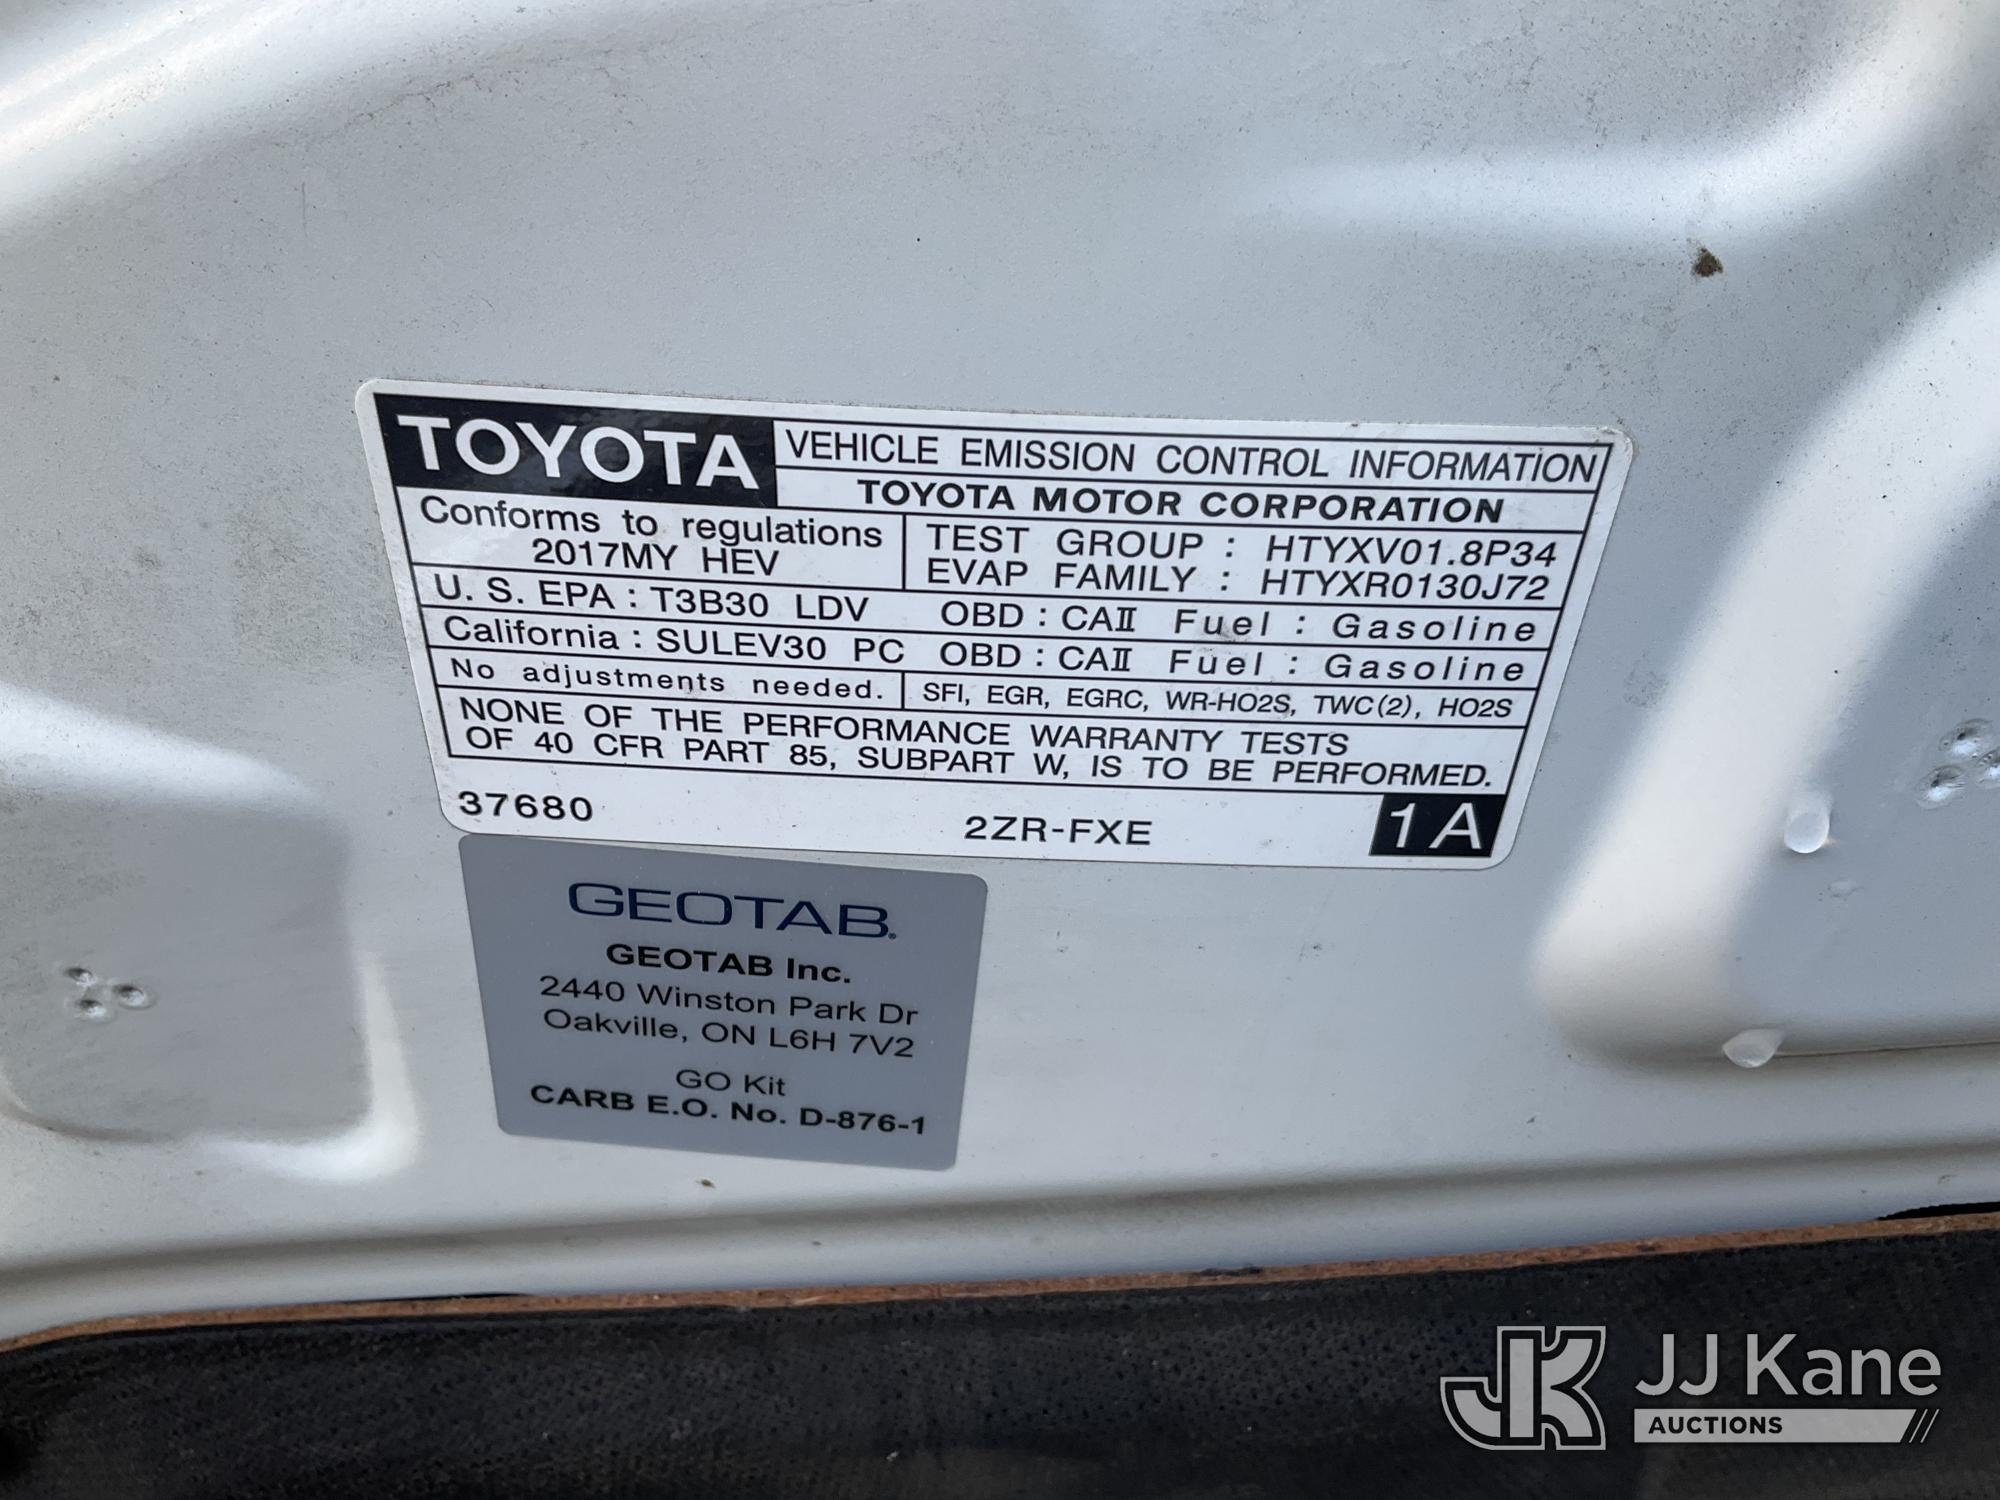 TOYOTA VEHICLE EMISSION CONTROL INFORMATION
TOYOTA MOTOR CORPORATION
Conforms to regulations
2017MY HEV
TEST GROUP : HTYXV01.8P34
EVAP FAMILY : HTYXR0130J72
U. S. EPA : T3B30 LDV OBD : CAⅡ Fuel : Gasoline
California : SULEV30 PC OBD : CAⅡ Fuel : Gasoline
No adjustments needed. SFI, EGR, EGRC, WR-HO2S, TWC(2), HO2S
NONE OF THE PERFORMANCE WARRANTY TESTS
OF 40 CFR PART 85, SUBPART W, IS TO BE PERFORMED.
37680 2ZR-FXE 1A
GEOTAB.
GEOTAB Inc.
2440 Winston Park Dr
Oakville, ON L6H 7V2
GO Kit
CARB E.O. No. D-876-1
JK JJ Kane
AUCTIONS